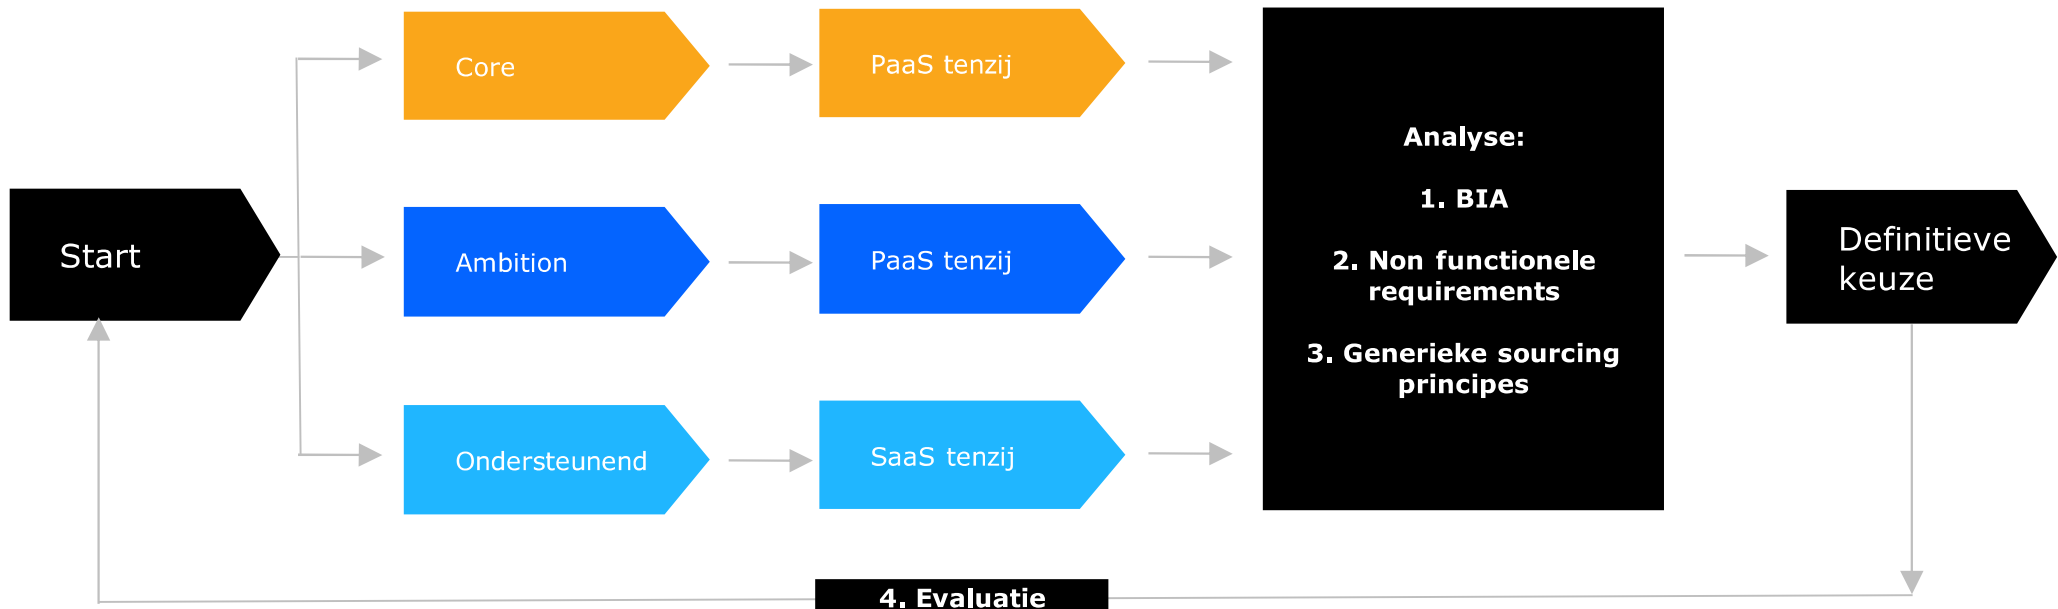 Core
PaaS tenzij
Analyse:
1. BIA
2. Non functionele
requirements
3. Generieke sourcing
principes
Start
Ambition
PaaS tenzij
Definitieve
keuze
Ondersteunend
SaaS tenzij
4. Evaluatie